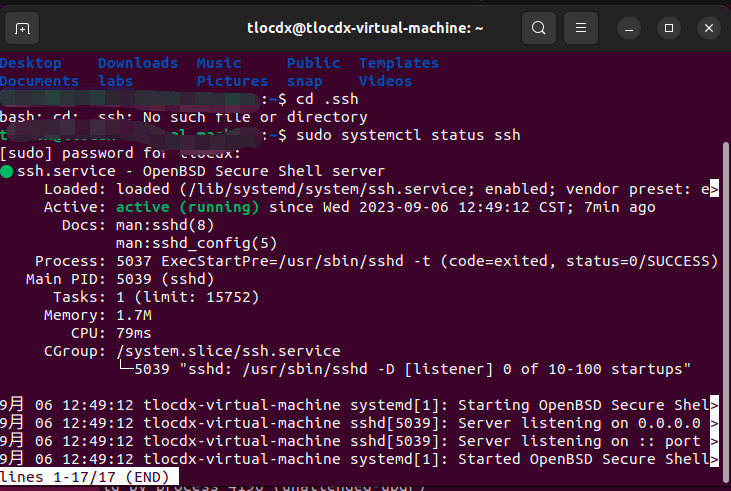 tlocdx@tlocdx-virtual-machine: ~
Desktop Downloads Music Public Templates
Documents labs Pictures snap Videos
:~$ cd .ssh
bash: cd: .ssh: No such file or directory
:~$ sudo systemctl status ssh
[sudo] password for tlocdx:
ssh.service - OpenBSD Secure Shell server
Loaded: loaded (/lib/systemd/system/ssh.service; enabled; vendor preset: e>
Active: active (running) since Wed 2023-09-06 12:49:12 CST; 7min ago
Docs: man:sshd(8)
man:sshd_config(5)
Process: 5037 ExecStartPre=/usr/sbin/sshd -t (code=exited, status=0/SUCCESS)
Main PID: 5039 (sshd)
Tasks: 1 (limit: 15752)
Memory: 1.7M
CPU: 79ms
CGroup: /system.slice/ssh.service
└─5039 "sshd: /usr/sbin/sshd -D [listener] 0 of 10-100 startups"
9月 06 12:49:12 tlocdx-virtual-machine systemd[1]: Starting OpenBSD Secure Shel>
9月 06 12:49:12 tlocdx-virtual-machine sshd[5039]: Server listening on 0.0.0.0 >
9月 06 12:49:12 tlocdx-virtual-machine sshd[5039]: Server listening on :: port >
9月 06 12:49:12 tlocdx-virtual-machine systemd[1]: Started OpenBSD Secure Shell>
lines 1-17/17 (END)